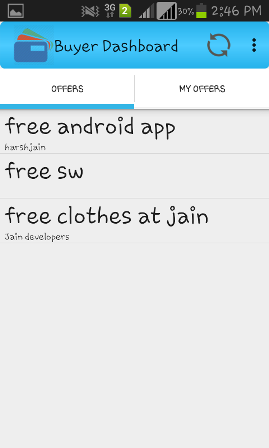 3G 2 30% 2:46 PM
Buyer Dashboard
OFFERS MY OFFERS
free android app
harshjain
free sw
free clothes at jain
Jain developers